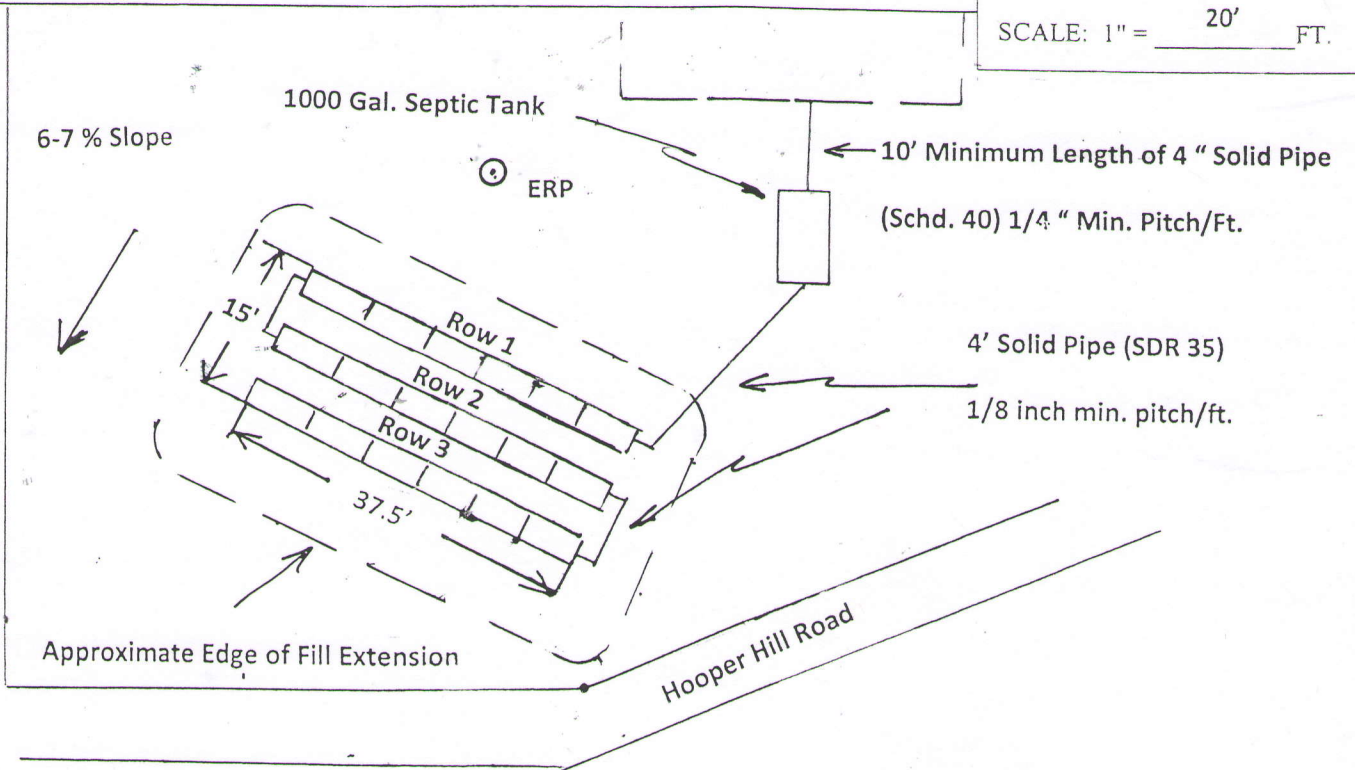 SCALE: 1" = 20' FT.
1000 Gal. Septic Tank
6-7 % Slope
10' Minimum Length of 4 " Solid Pipe
(Schd. 40) 1/4 " Min. Pitch/Ft.
ERP
15'
Row 1
Row 2
Row 3
37.5'
4' Solid Pipe (SDR 35)
1/8 inch min. pitch/ft.
Approximate Edge of Fill Extension
Hooper Hill Road